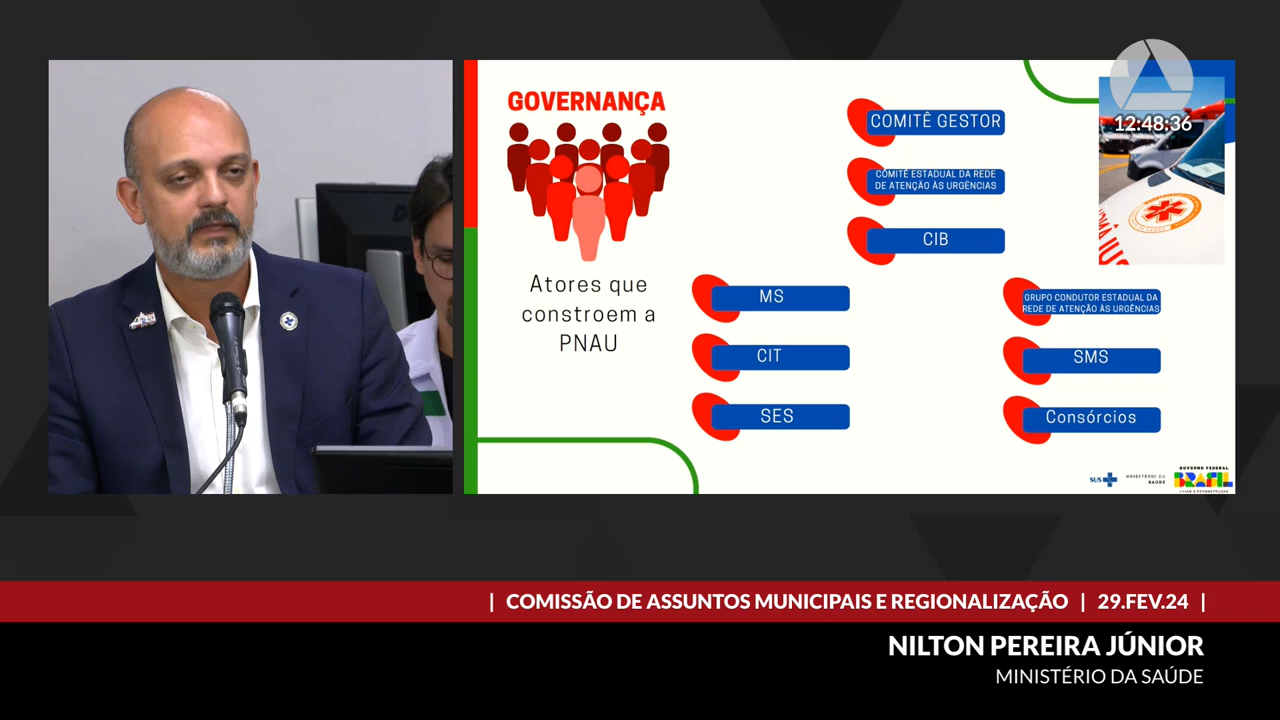 GOVERNANÇA
Atores que
constroem a
PNAU
COMITÊ GESTOR
COMITÊ ESTADUAL DA REDE
DE ATENÇÃO ÀS URGÊNCIAS
CIB
MS
CIT
SES
GRUPO CONDUTOR ESTADUAL DA
REDE DE ATENÇÃO ÀS URGÊNCIAS
SMS
Consórcios
12:48:36
SUS
MINISTÉRIO DA
SAÚDE
GOVERNO FEDERAL
BRASIL
UNIÃO E RECONSTRUÇÃO
| COMISSÃO DE ASSUNTOS MUNICIPAIS E REGIONALIZAÇÃO | 29.FEV.24 |
NILTON PEREIRA JÚNIOR
MINISTÉRIO DA SAÚDE